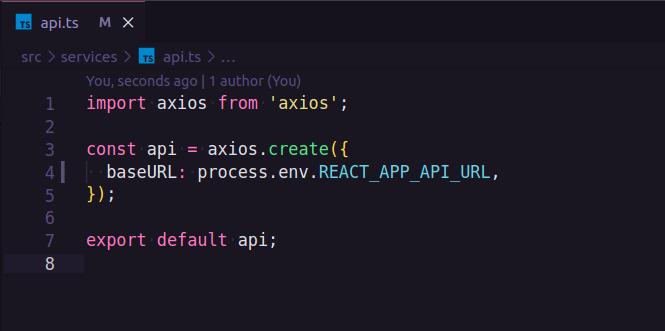 TS api.ts M ×
src > services > TS api.ts > ...
You, seconds ago | 1 author (You)
1 import axios from 'axios';
2
3 const api = axios.create({
4   baseURL: process.env.REACT_APP_API_URL,
5 });
6
7 export default api;
8